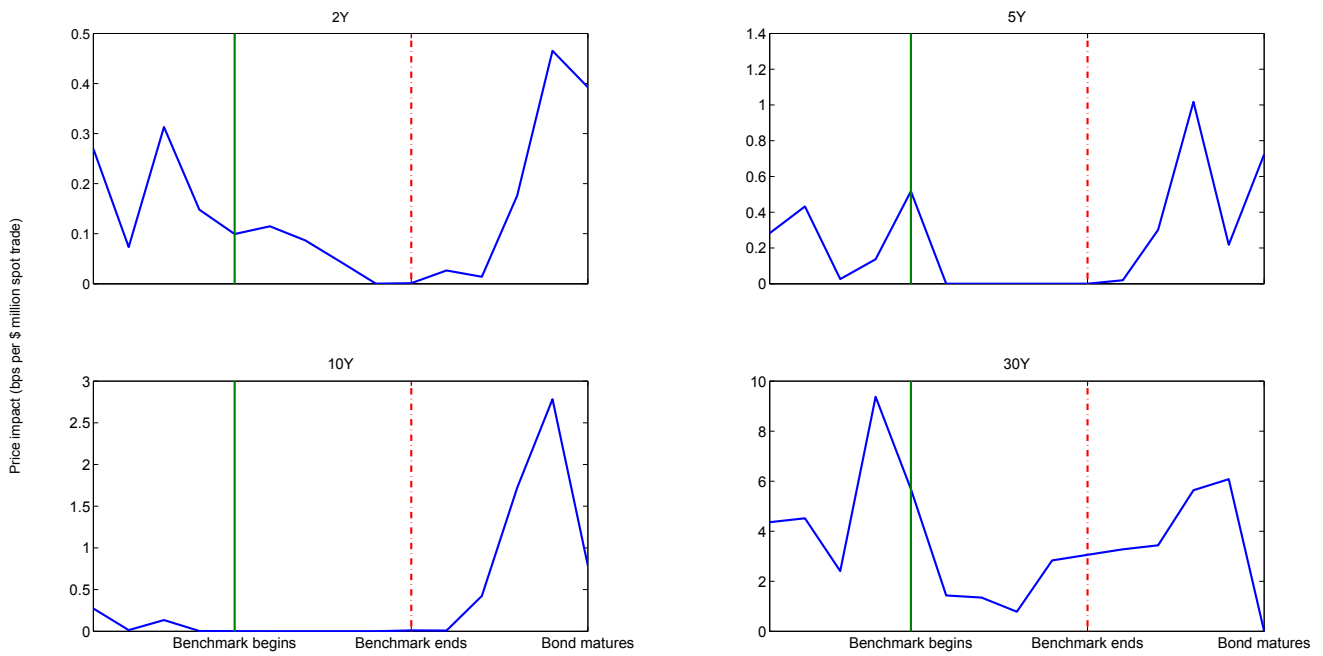 Price impact (bps per $ million spot trade)
2Y
0.5
0.4
0.3
0.2
0.1
0
5Y
1.4
1.2
1
0.8
0.6
0.4
0.2
0
10Y
3
2.5
2
1.5
1
0.5
0
Benchmark begins
Benchmark ends
Bond matures
30Y
10
8
6
4
2
0
Benchmark begins
Benchmark ends
Bond matures